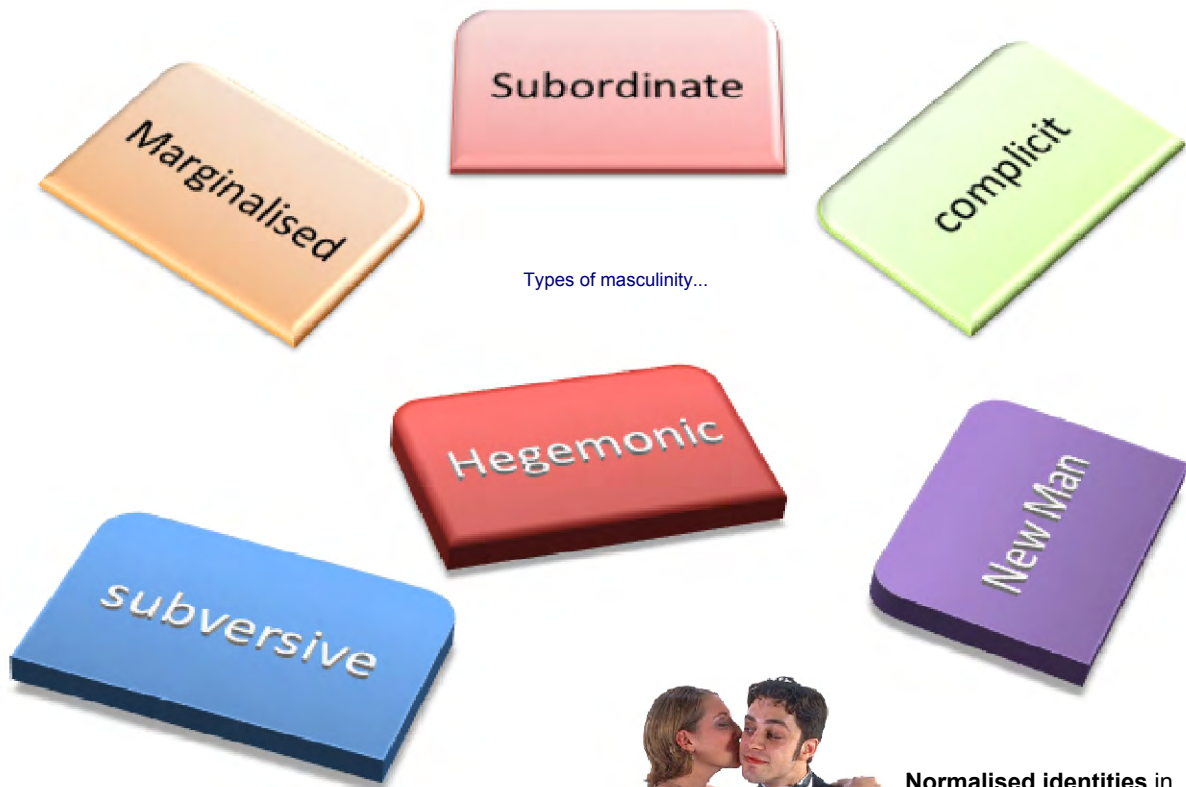 Subordinate
Marginalised
complicit
Types of masculinity...
Hegemonic
New Man
subversive
Normalised identities in